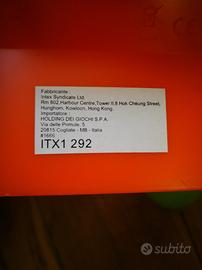 Fabbricante :
Intex Syndicate Ltd.
Rm 802,Harbour Centre,Tower II,8 Hok Cheung Street,
Hunghom, Kowloon, Hong Kong.
Importatore :
HOLDING DEI GIOCHI S.P.A.
Via delle Primule, 5
20815 Cogliate - MB - Italia
#1666
ITX1 292
subito